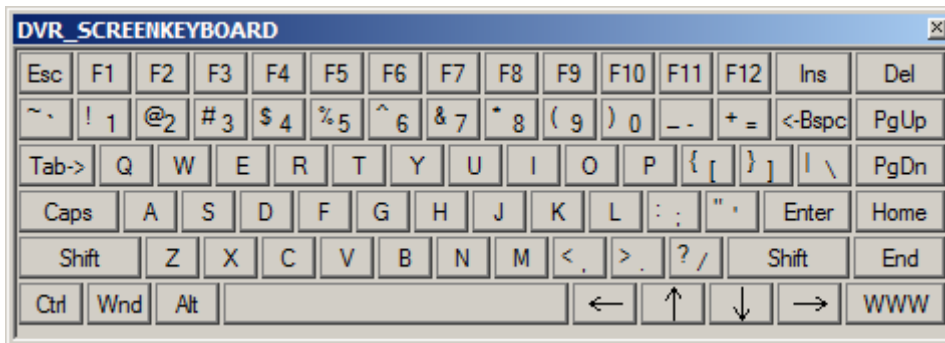 DVR_SCREENKEYBOARD
Esc F1 F2 F3 F4 F5 F6 F7 F8 F9 F10 F11 F12 Ins Del
~ ` ! 1 @ 2 # 3 $ 4 % 5 ^ 6 & 7 * 8 ( 9 ) 0 _ - + = <-Bspc PgUp
Tab-> Q W E R T Y U I O P { [ } ] | \ PgDn
Caps A S D F G H J K L : ; " ' Enter Home
Shift Z X C V B N M < , > . ? / Shift End
Ctrl Wnd Alt ← ↑ ↓ → WWW